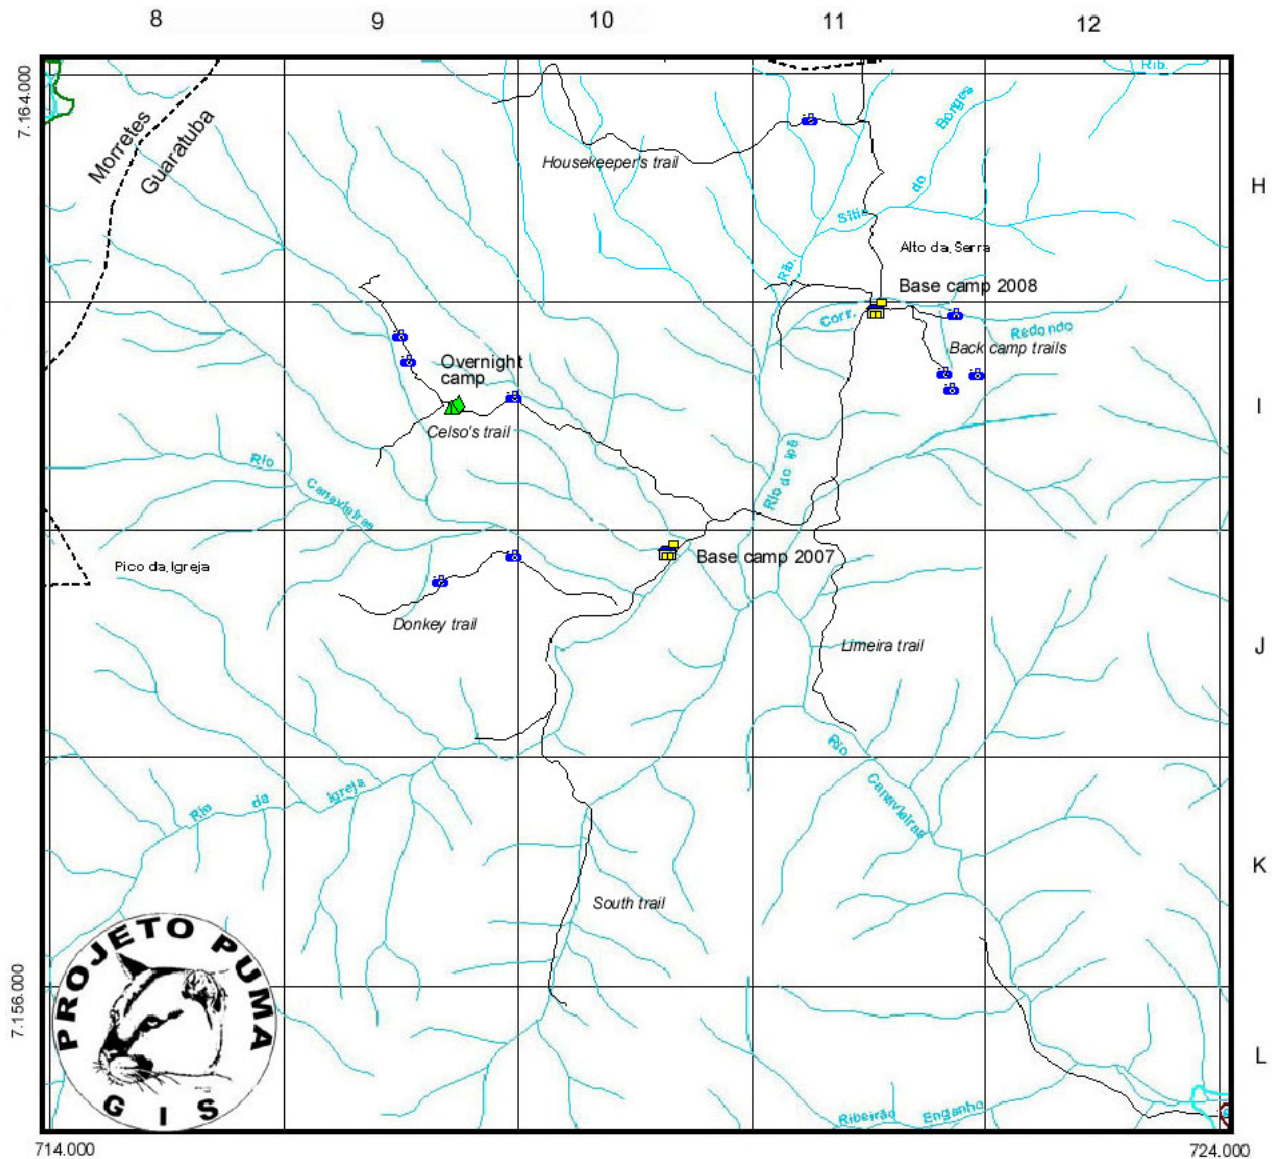 8 9 10 11 12
7.164.000
Morretes
Guaratuba
Rib.
Borges
do
Sitio
Housekeeper's trail
H
Alto da Serra
Rib.
Base camp 2008
Corr.
Redondo
Back camp trails
Overnight
camp
Celso's trail
I
Rio
Canavieiras
Rio do Ipê
Pico da Igreja
Base camp 2007
Donkey trail
Limeira trail
J
Rio
Canavieiras
Rio da Igreja
K
South trail
PROJETO PUMA
GIS
7.156.000
L
Ribeirão Enganho
714.000
724.000